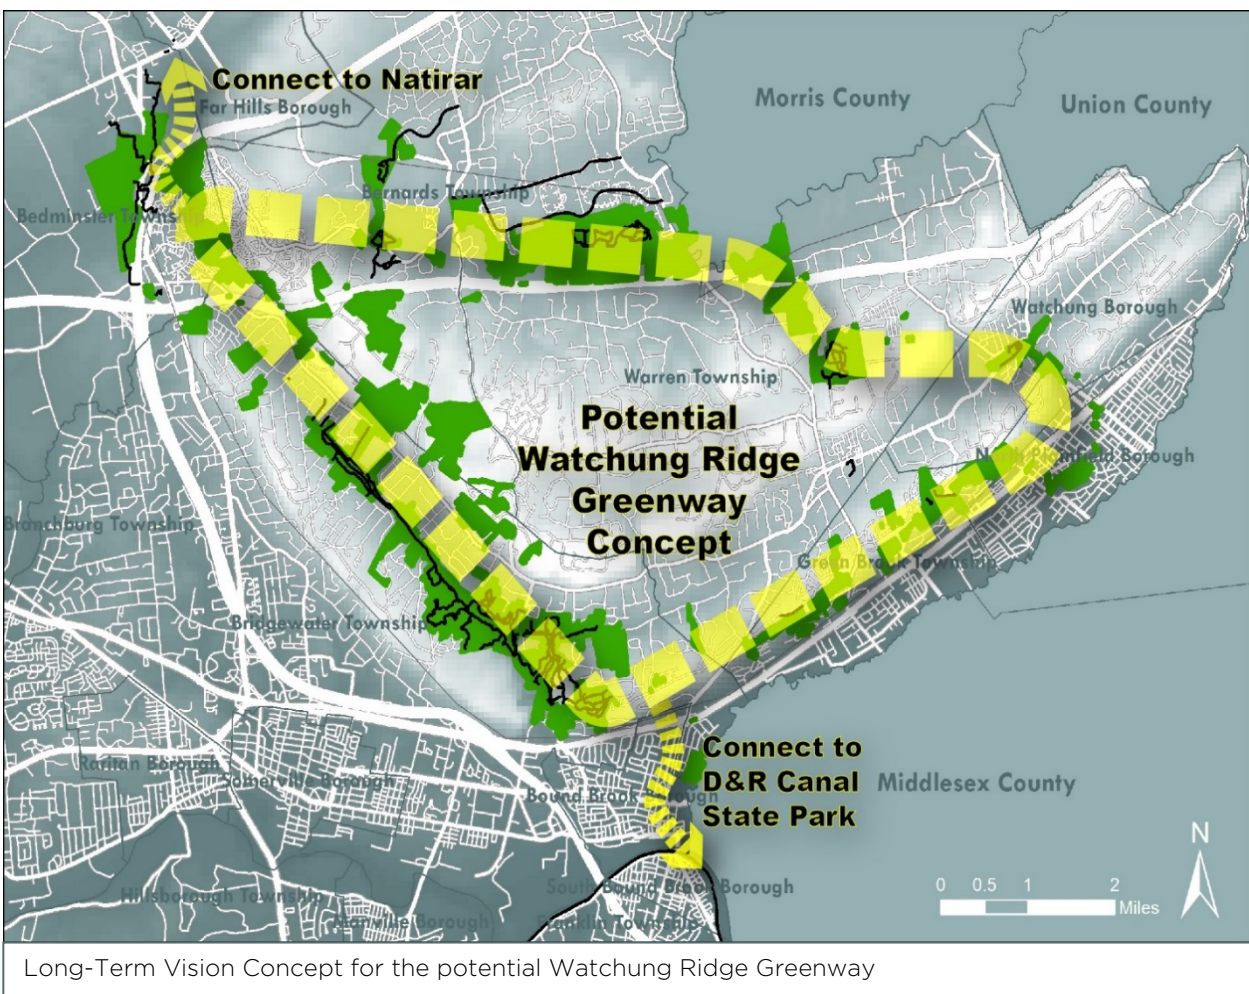 Connect to Natirar
Far Hills Borough
Morris County
Union County
Bernards Township
Bedminster Township
Watchung Borough
Warren Township
Potential
Watchung Ridge
Greenway
Concept
North Plainfield Borough
Branchburg Township
Green Brook Township
Bridgewater Township
Connect to
D&R Canal
State Park
Raritan Borough
Somerville Borough
Bound Brook Borough
Middlesex County
N
South Bound Brook Borough
Hillsborough Township
Manville Borough
Franklin Township
0 0.5 1 2
Miles
Long-Term Vision Concept for the potential Watchung Ridge Greenway